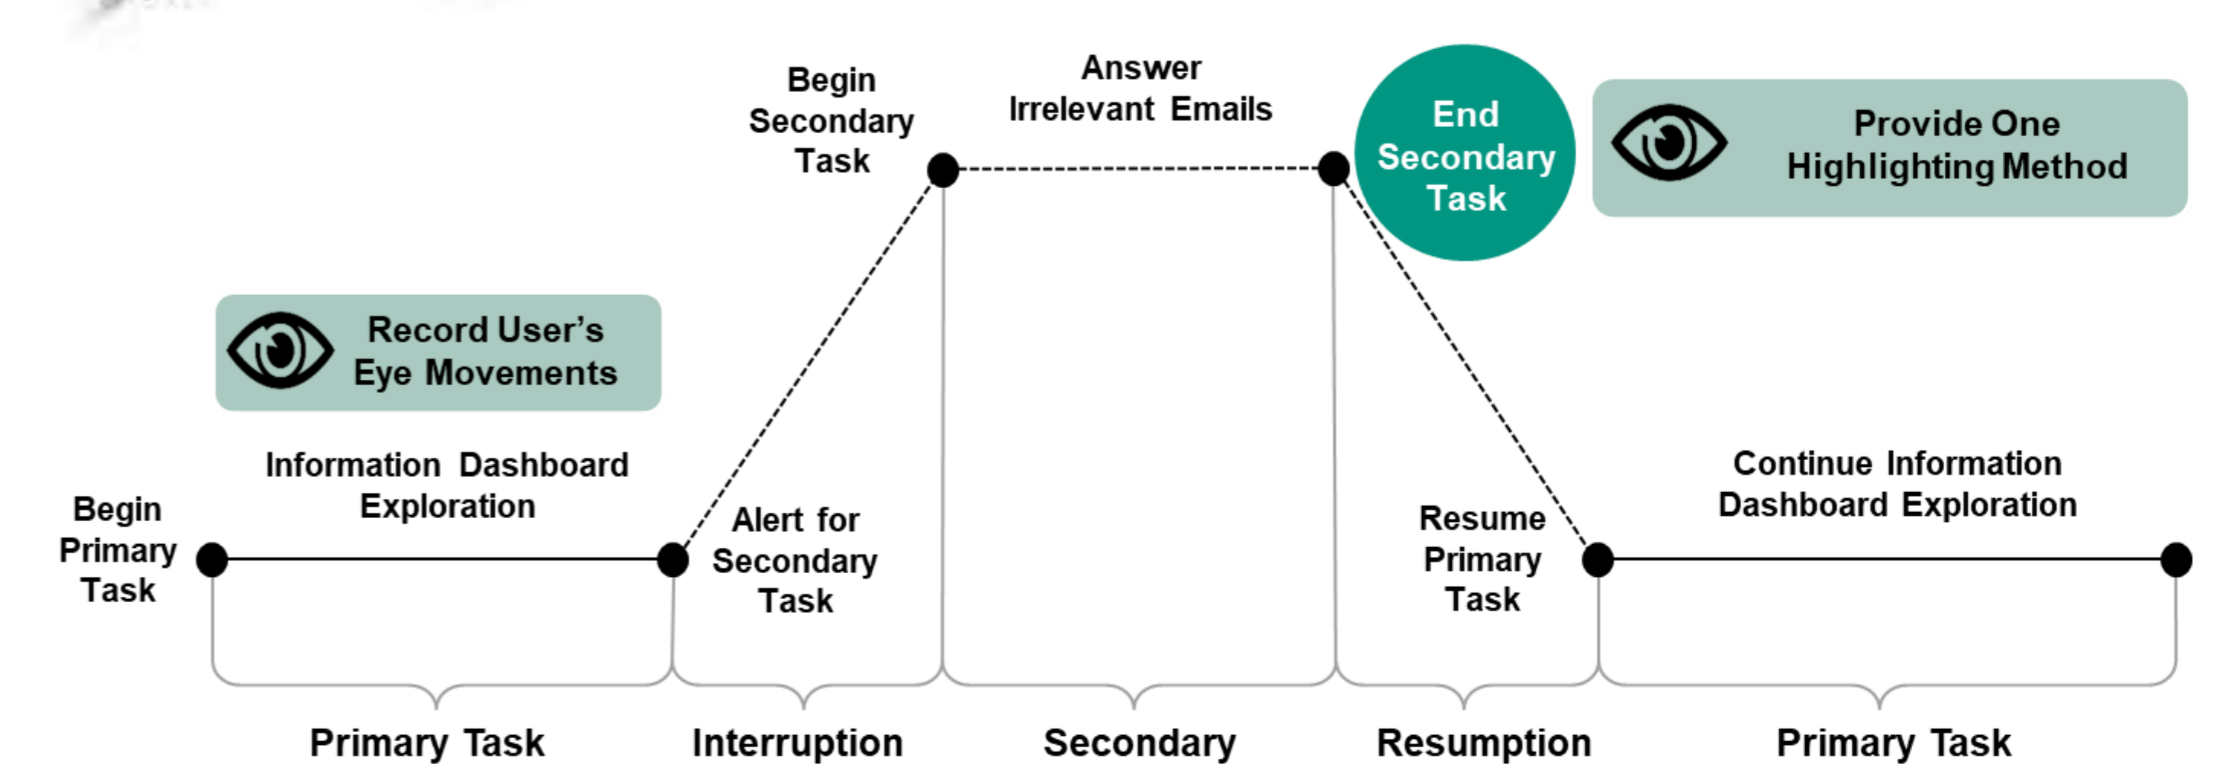 Begin
Secondary
Task
Answer
Irrelevant Emails
End
Secondary
Task
Provide One
Highlighting Method
Record User's
Eye Movements
Information Dashboard
Exploration
Begin
Primary
Task
Alert for
Secondary
Task
Resume
Primary
Task
Continue Information
Dashboard Exploration
Primary Task
Interruption
Secondary
Resumption
Primary Task